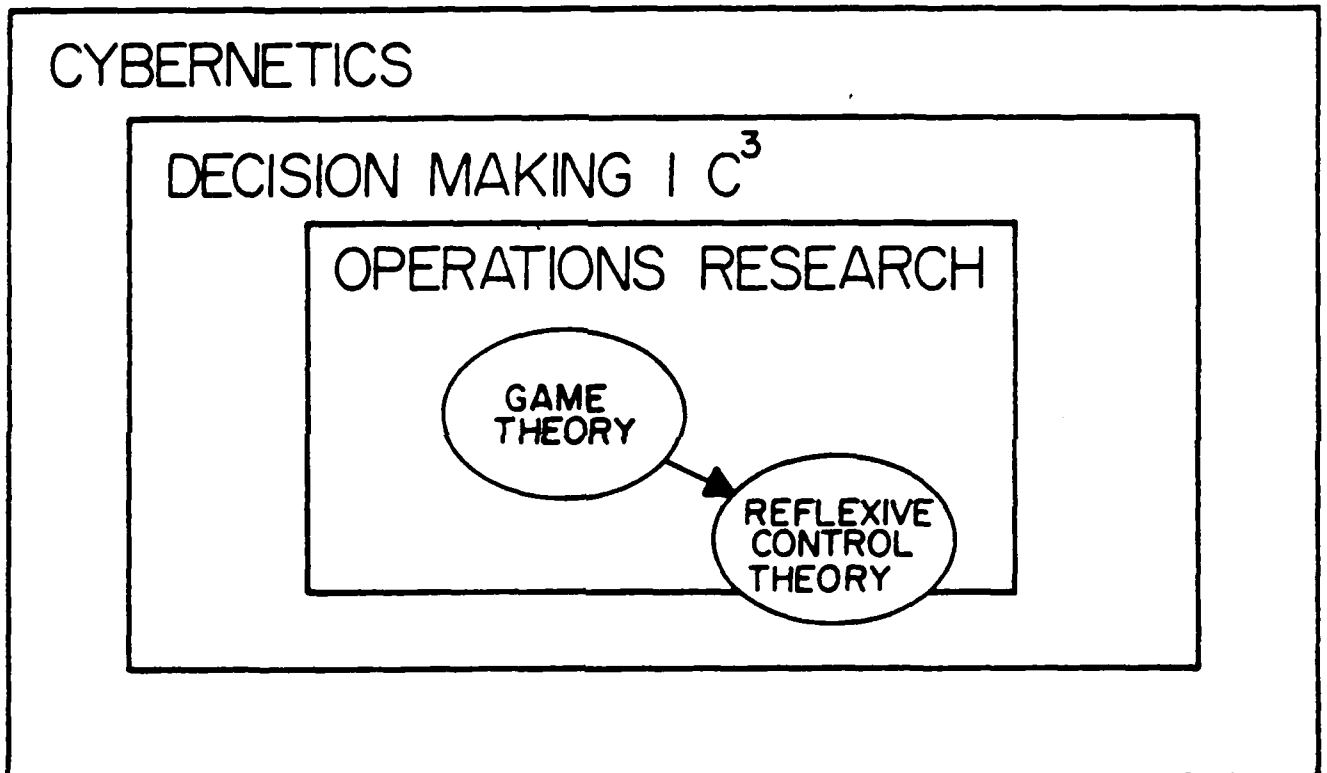 CYBERNETICS
DECISION MAKING I C³
OPERATIONS RESEARCH
GAME
THEORY
REFLEXIVE
CONTROL
THEORY